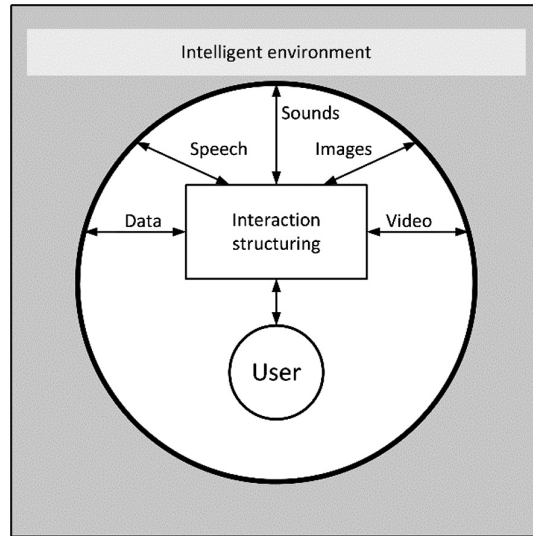 Intelligent environment
Sounds
Speech
Images
Data
Interaction
structuring
Video
User